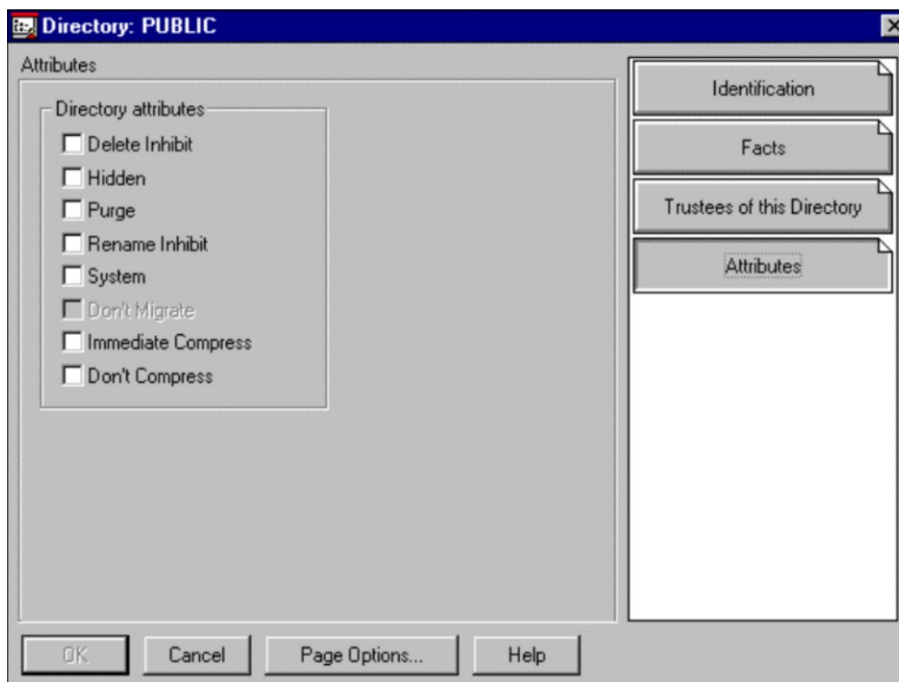 Directory: PUBLIC
Attributes
Directory attributes
Delete Inhibit
Hidden
Purge
Rename Inhibit
System
Don't Migrate
Immediate Compress
Don't Compress
Identification
Facts
Trustees of this Directory
Attributes
OK
Cancel
Page Options...
Help